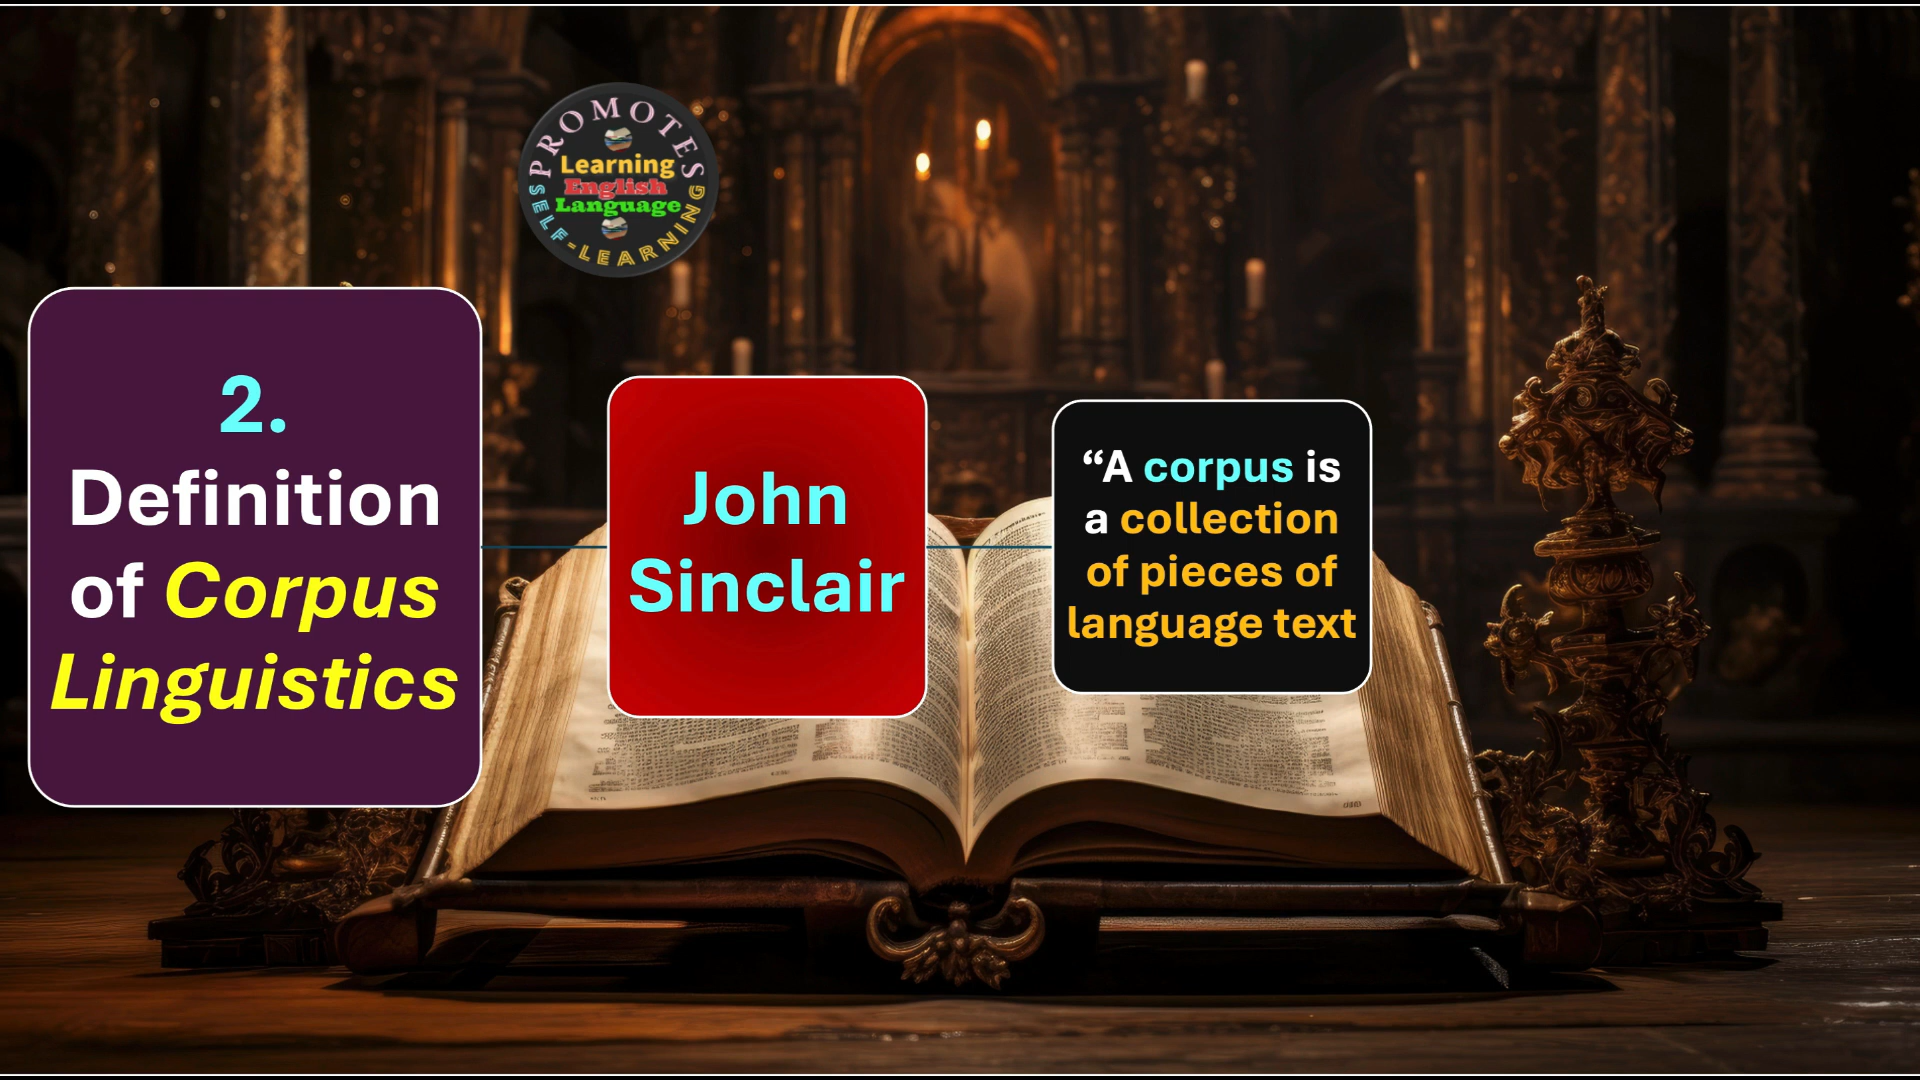 PROMOTES
Learning
English
Language
SELF-LEARNING
2.
Definition
of Corpus
Linguistics
John
Sinclair
“A corpus is
a collection
of pieces of
language text